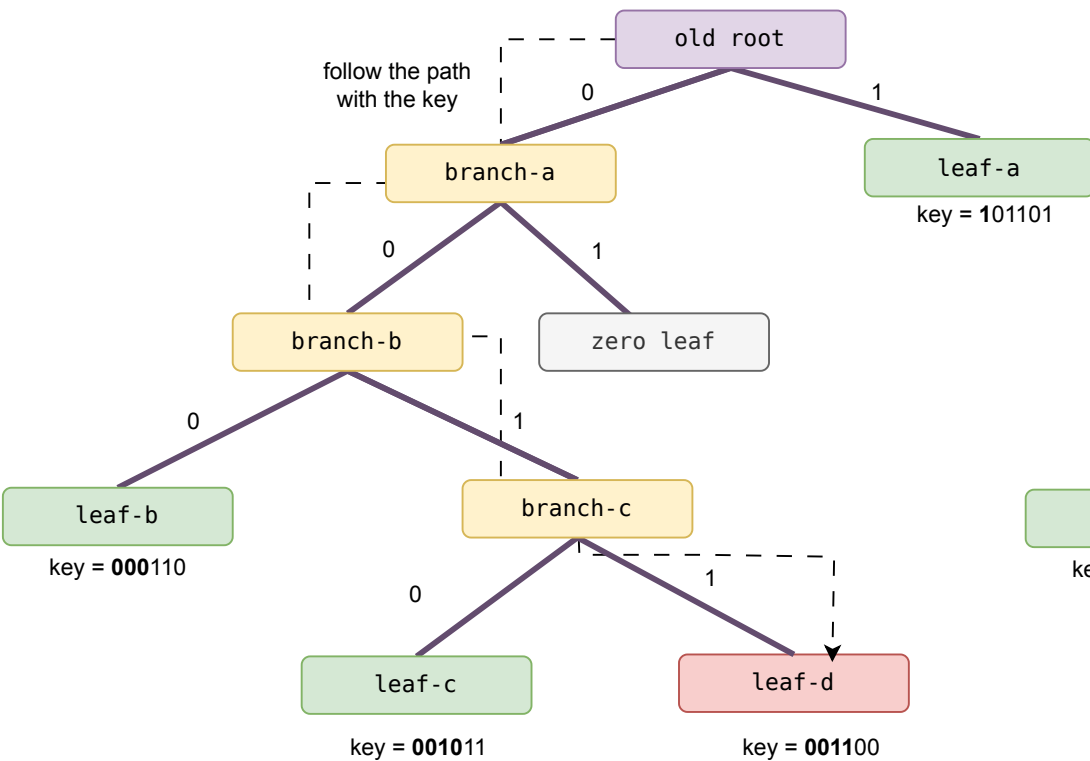 old root
follow the path
with the key
0
1
branch-a
leaf-a
key = 101101
0
1
branch-b
zero leaf
0
1
leaf-b
branch-c
key = 000110
ke
0
1
leaf-c
leaf-d
key = 001011
key = 001100